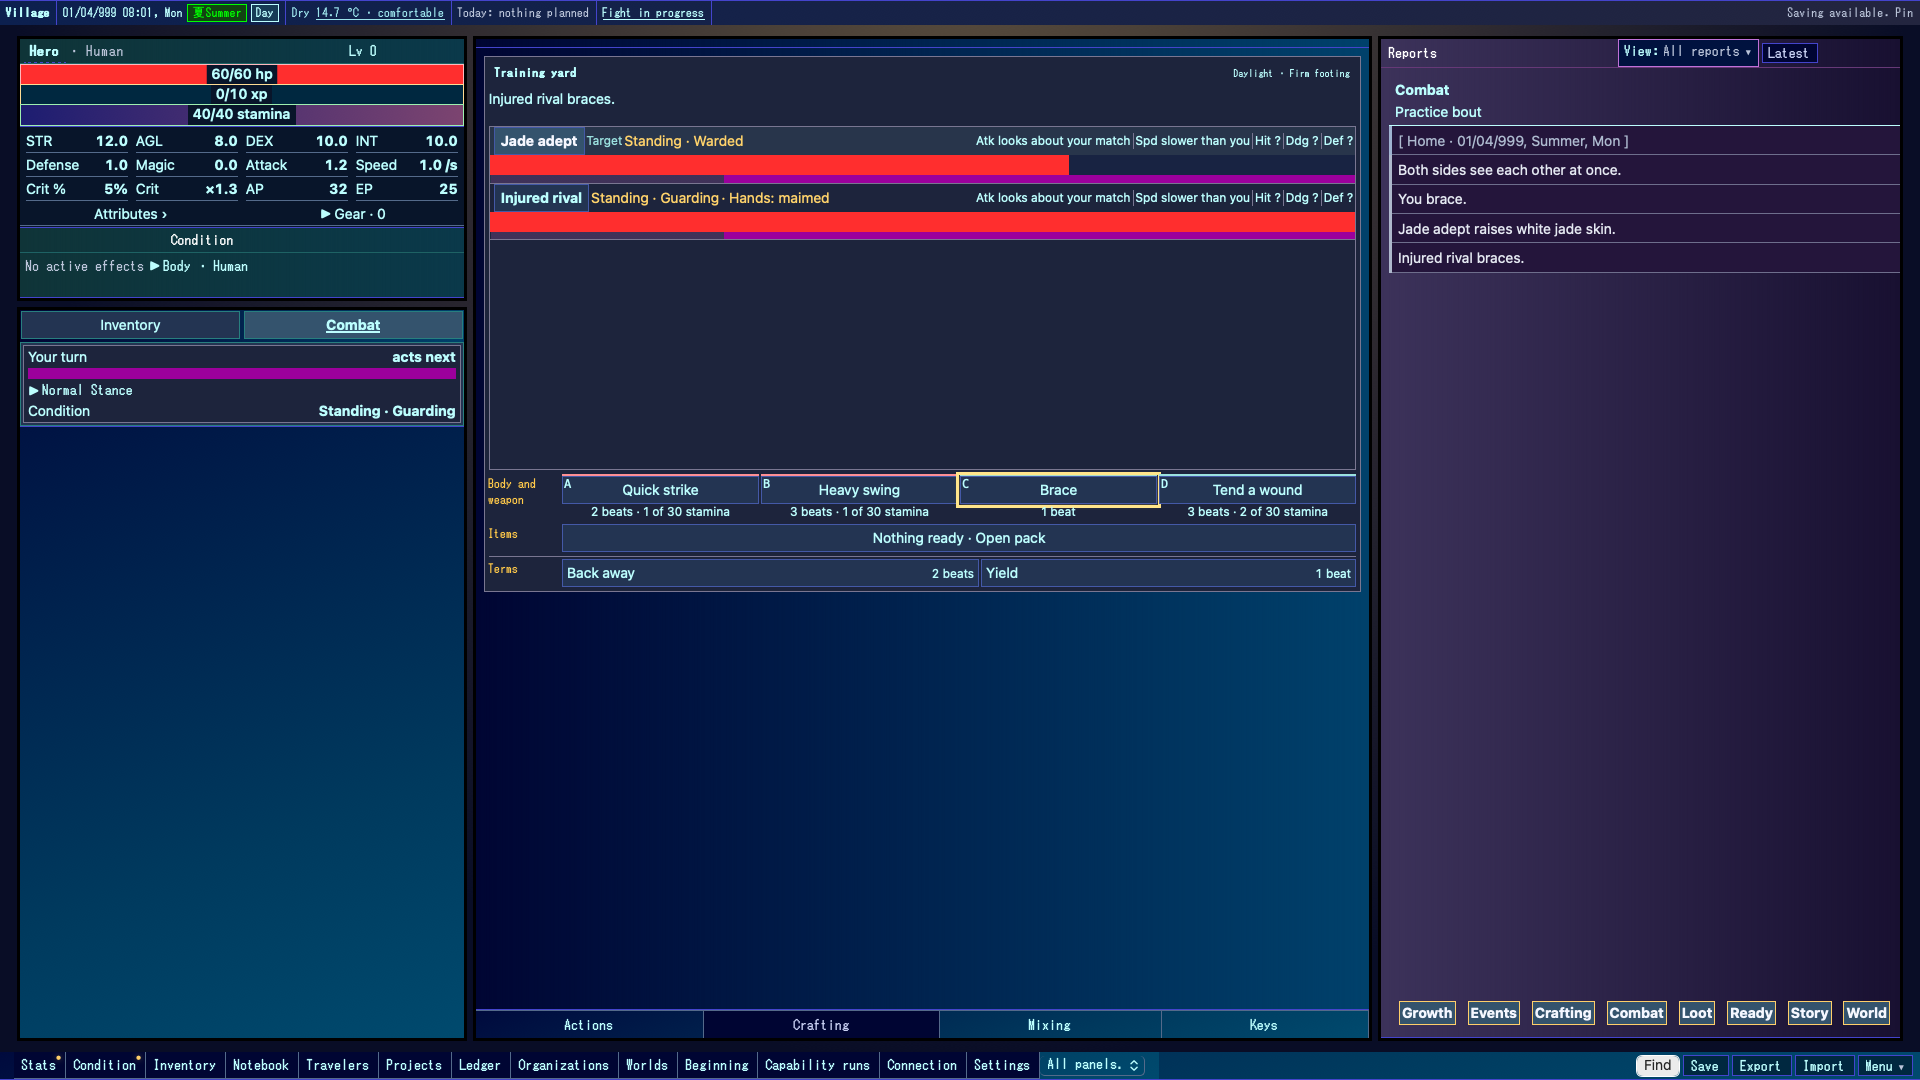 Village 01/04/999 08:01, Mon 夏Summer Day Dry 14.7 °C · comfortable Today: nothing planned Fight in progress Saving available. Pin
Hero · Human Lv 0
60/60 hp
0/10 xp
40/40 stamina
STR 12.0 AGL 8.0 DEX 10.0 INT 10.0
Defense 1.0 Magic 0.0 Attack 1.2 Speed 1.0 /s
Crit % 5% Crit ×1.3 AP 32 EP 25
Attributes › ▶ Gear · 0
Condition
No active effects ▶ Body · Human
Inventory Combat
Your turn acts next
▶ Normal Stance
Condition Standing · Guarding
Training yard Daylight · Firm footing
Injured rival braces.
Jade adept Target Standing · Warded Atk looks about your match Spd slower than you Hit ? Ddg ? Def ?
Injured rival Standing · Guarding · Hands: maimed Atk looks about your match Spd slower than you Hit ? Ddg ? Def ?
Body and weapon
A Quick strike B Heavy swing C Brace D Tend a wound
2 beats · 1 of 30 stamina 3 beats · 1 of 30 stamina 1 beat 3 beats · 2 of 30 stamina
Items Nothing ready · Open pack
Terms Back away 2 beats Yield 1 beat
Actions Crafting Mixing Keys
Reports View: All reports ▾ Latest
Combat
Practice bout
[ Home · 01/04/999, Summer, Mon ]
Both sides see each other at once.
You brace.
Jade adept raises white jade skin.
Injured rival braces.
Growth Events Crafting Combat Loot Ready Story World
Stats Condition Inventory Notebook Travelers Projects Ledger Organizations Worlds Beginning Capability runs Connection Settings All panels. Find Save Export Import Menu ▾